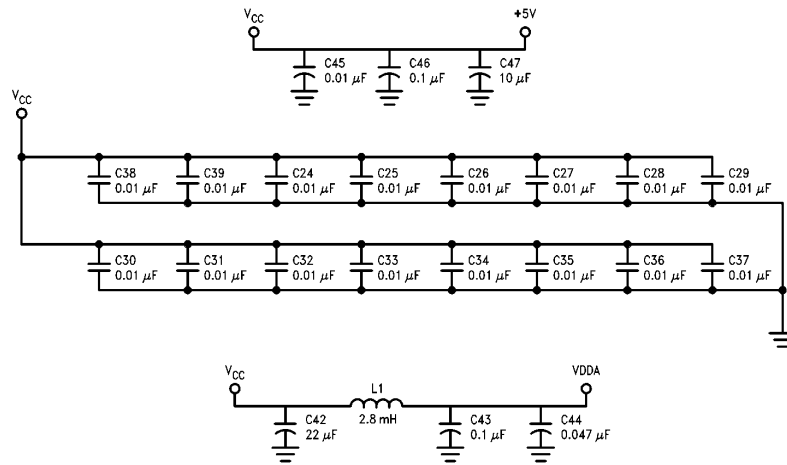 VCC
+5V
C45
0.01 μF
C46
0.1 μF
C47
10 μF
VCC
C38
0.01 μF
C39
0.01 μF
C24
0.01 μF
C25
0.01 μF
C26
0.01 μF
C27
0.01 μF
C28
0.01 μF
C29
0.01 μF
C30
0.01 μF
C31
0.01 μF
C32
0.01 μF
C33
0.01 μF
C34
0.01 μF
C35
0.01 μF
C36
0.01 μF
C37
0.01 μF
VCC
L1
VDDA
C42
22 μF
2.8 mH
C43
0.1 μF
C44
0.047 μF